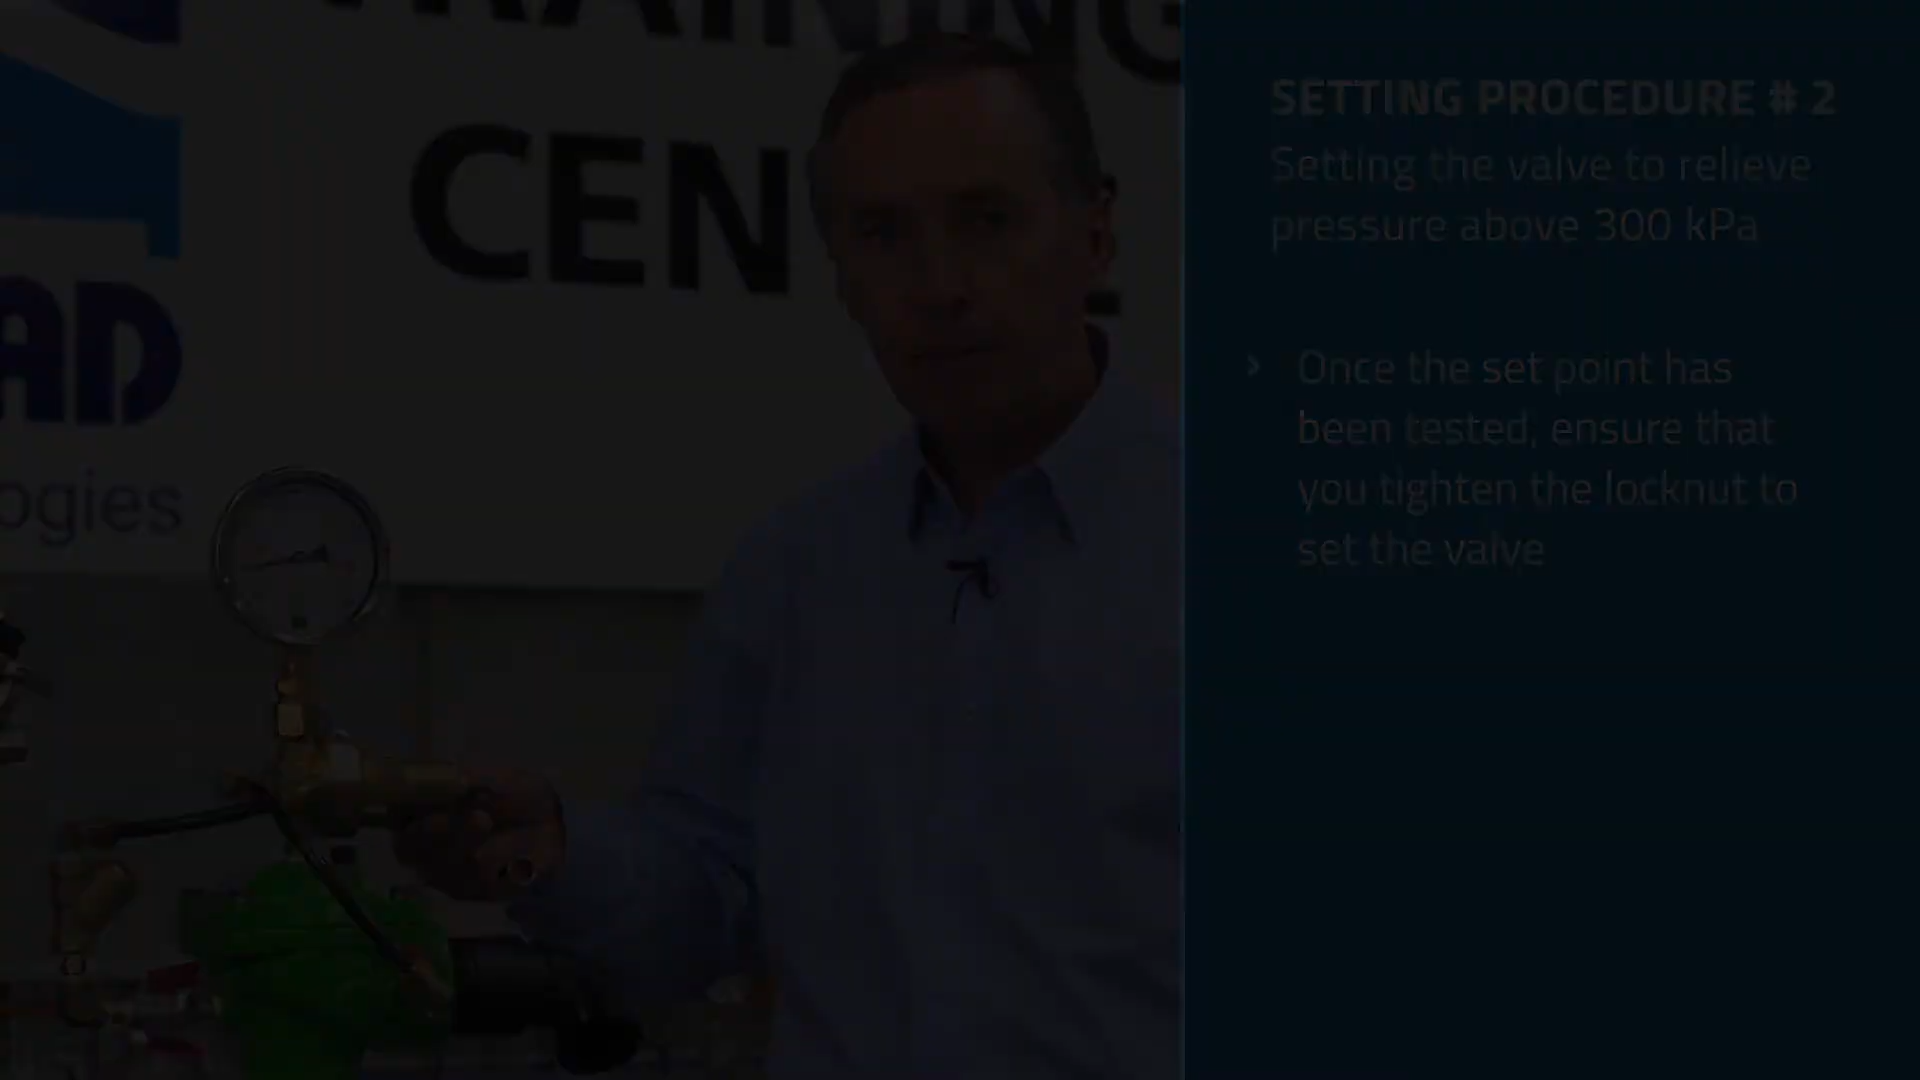 TRAINING
CEN
AD
ogies
SETTING PROCEDURE # 2
Setting the valve to relieve
pressure above 300 kPa
› Once the set point has
been tested, ensure that
you tighten the locknut to
set the valve